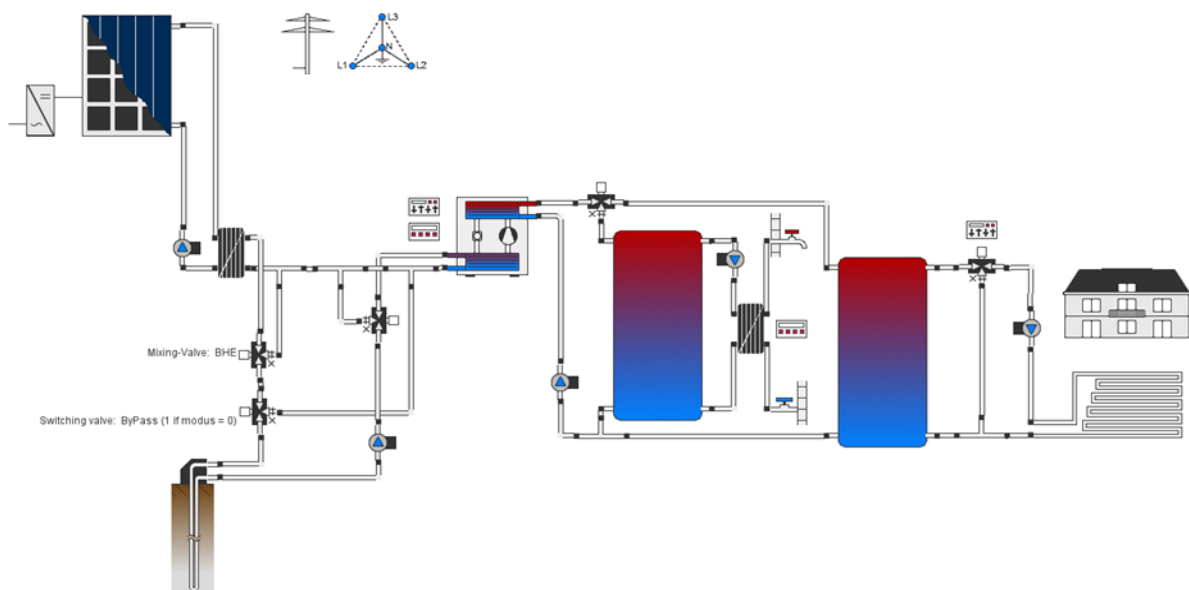 L3
N
L1
L2
Mixing-Valve: BHE
Switching valve: ByPass (1 if modus = 0)